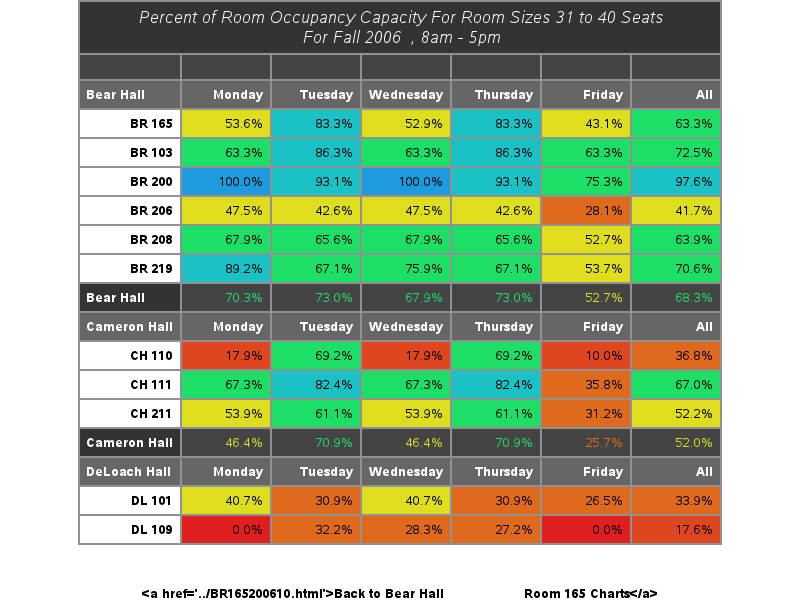 Percent of Room Occupancy Capacity For Room Sizes 31 to 40 Seats
For Fall 2006 , 8am - 5pm
Bear Hall Monday Tuesday Wednesday Thursday Friday All
BR 165 53.6% 83.3% 52.9% 83.3% 43.1% 63.3%
BR 103 63.3% 86.3% 63.3% 86.3% 63.3% 72.5%
BR 200 100.0% 93.1% 100.0% 93.1% 75.3% 97.6%
BR 206 47.5% 42.6% 47.5% 42.6% 28.1% 41.7%
BR 208 67.9% 65.6% 67.9% 65.6% 52.7% 63.9%
BR 219 89.2% 67.1% 75.9% 67.1% 53.7% 70.6%
Bear Hall 70.3% 73.0% 67.9% 73.0% 52.7% 68.3%
Cameron Hall Monday Tuesday Wednesday Thursday Friday All
CH 110 17.9% 69.2% 17.9% 69.2% 10.0% 36.8%
CH 111 67.3% 82.4% 67.3% 82.4% 35.8% 67.0%
CH 211 53.9% 61.1% 53.9% 61.1% 31.2% 52.2%
Cameron Hall 46.4% 70.9% 46.4% 70.9% 25.7% 52.0%
DeLoach Hall Monday Tuesday Wednesday Thursday Friday All
DL 101 40.7% 30.9% 40.7% 30.9% 26.5% 33.9%
DL 109 0.0% 32.2% 28.3% 27.2% 0.0% 17.6%
<a href='../BR165200610.html'>Back to Bear Hall Room 165 Charts</a>